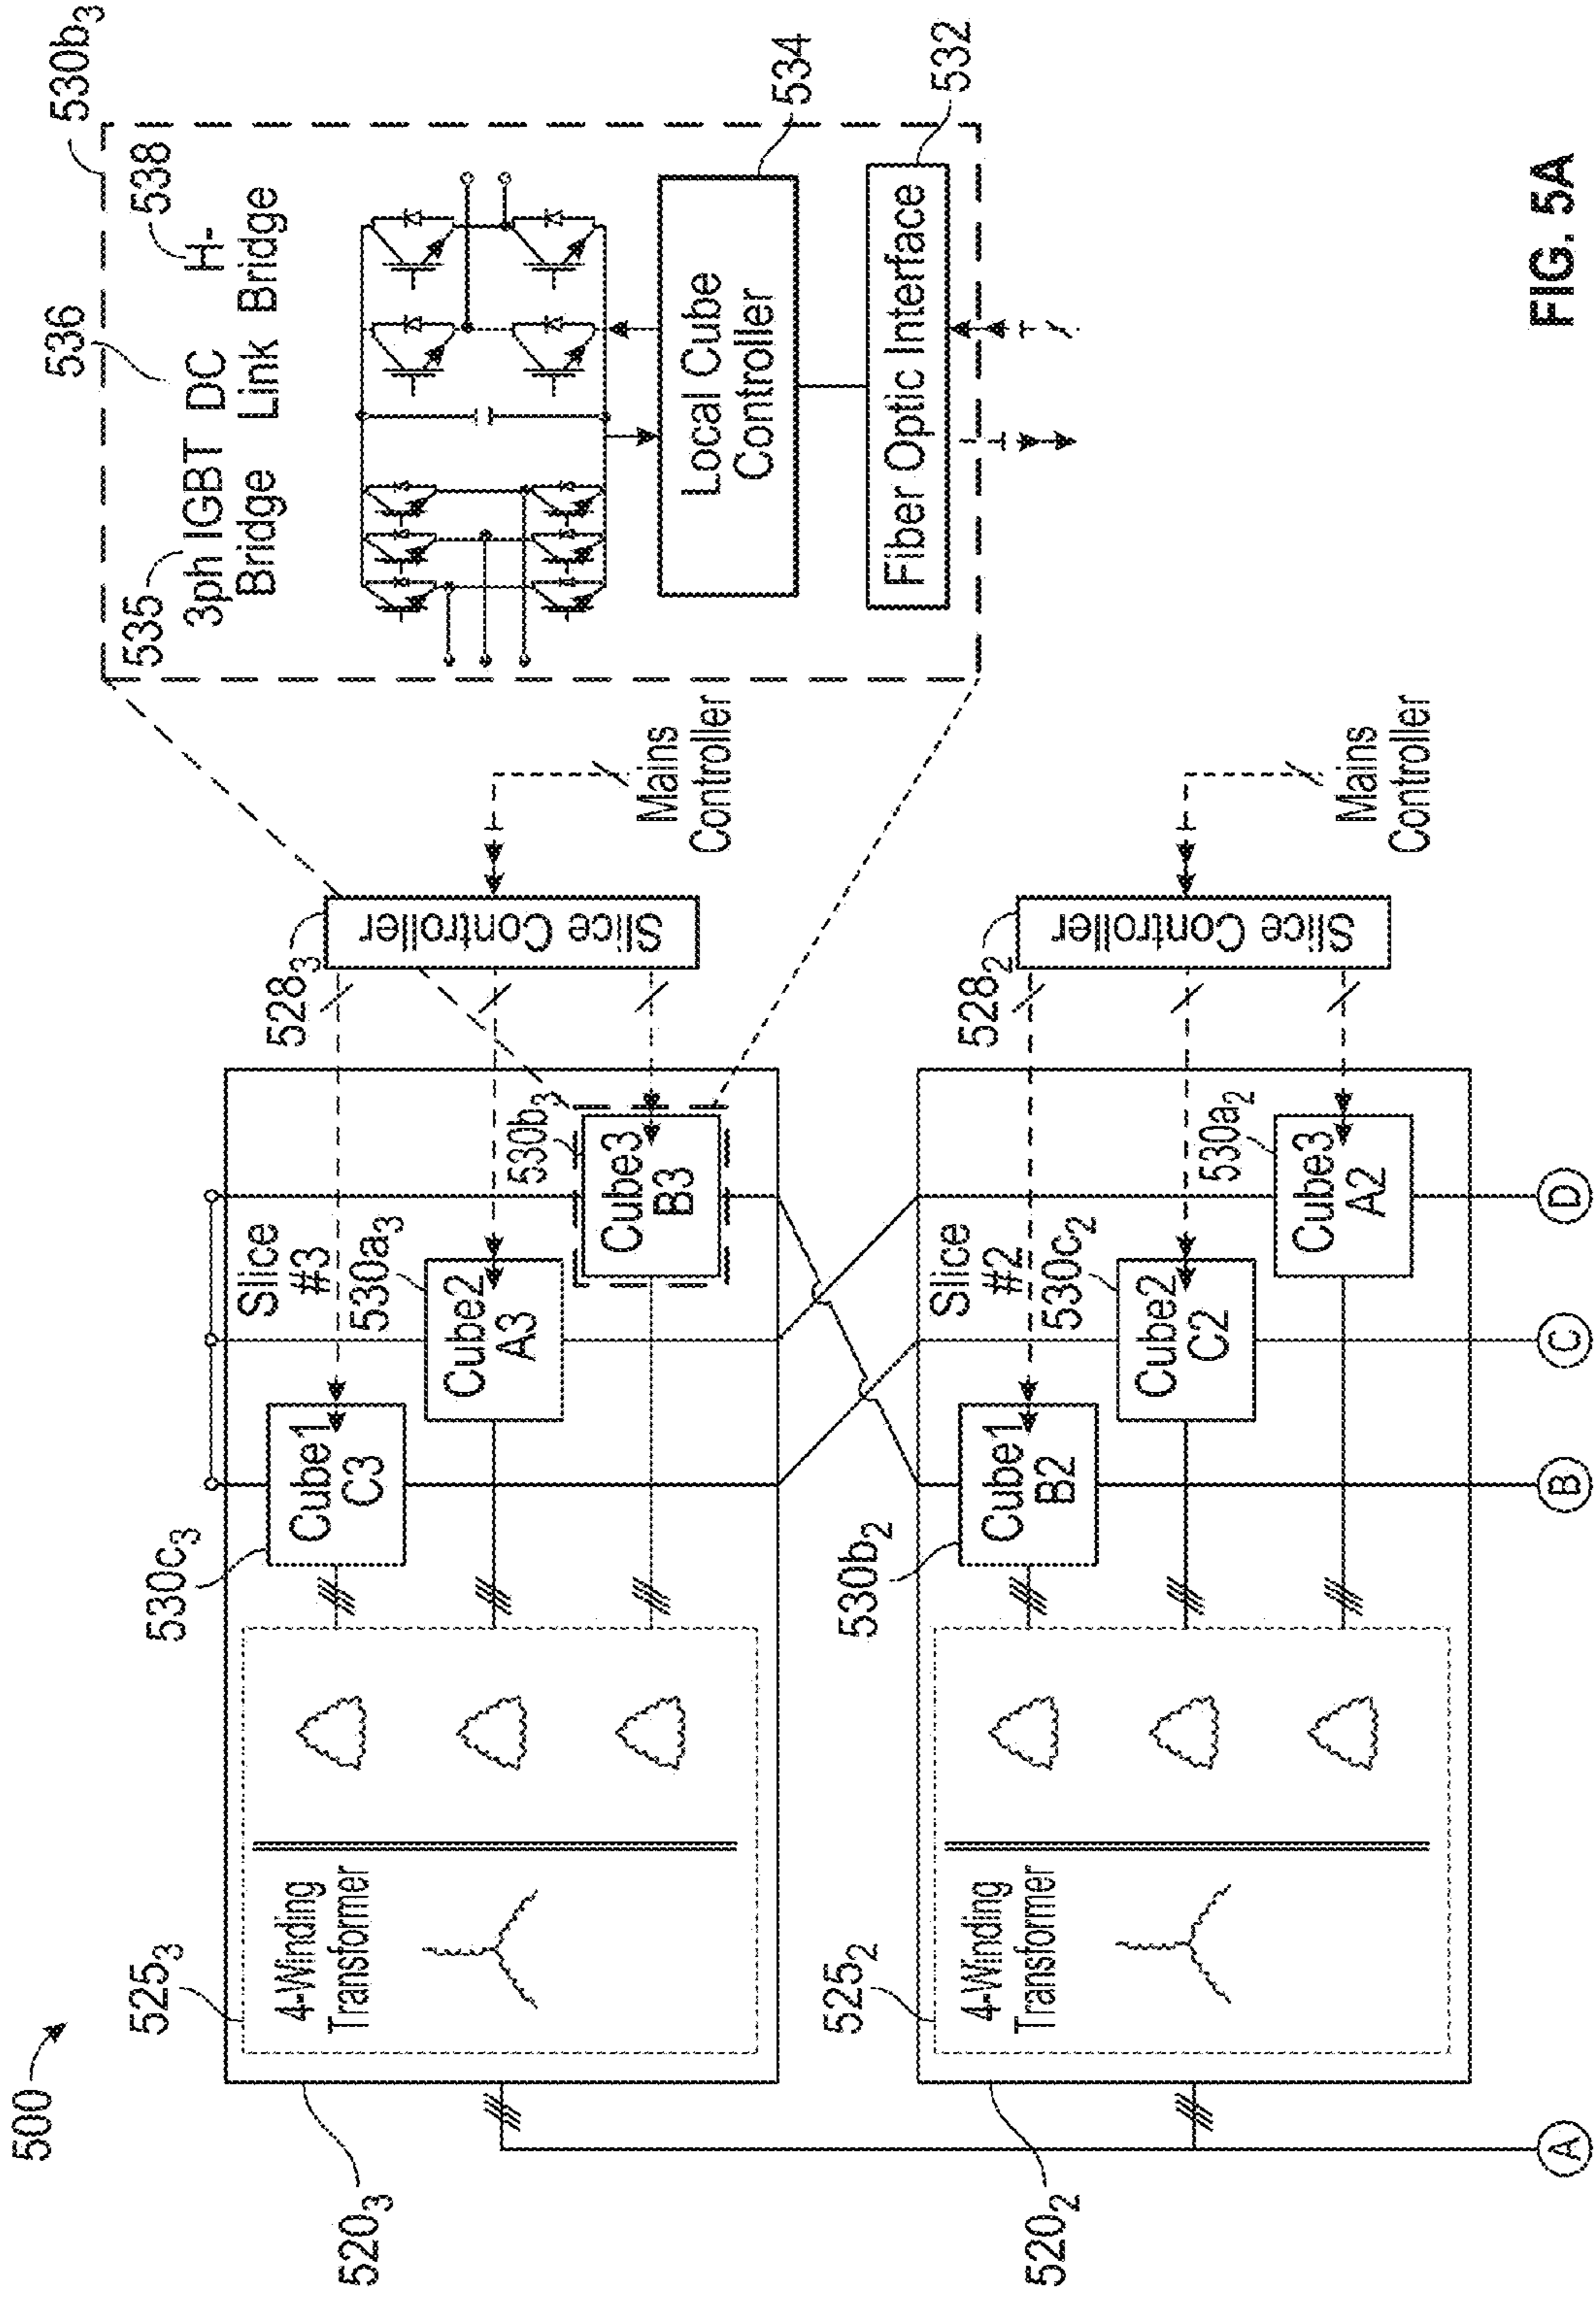 500
520₃
525₃
4-Winding
Transformer
530c₃
Cube1
C3
Slice
#3
530a₃
Cube2
A3
530b₃
Cube3
B3
528₃
Slice Controller
Mains
Controller
530b₃
535
536
538
3ph IGBT
Bridge
DC
Link
H-
Bridge
Local Cube
Controller
534
Fiber Optic Interface
532
520₂
525₂
4-Winding
Transformer
530b₂
Cube1
B2
Slice
#2
530c₂
Cube2
C2
530a₂
Cube3
A2
528₂
Slice Controller
Mains
Controller
A
B
C
D
FIG. 5A